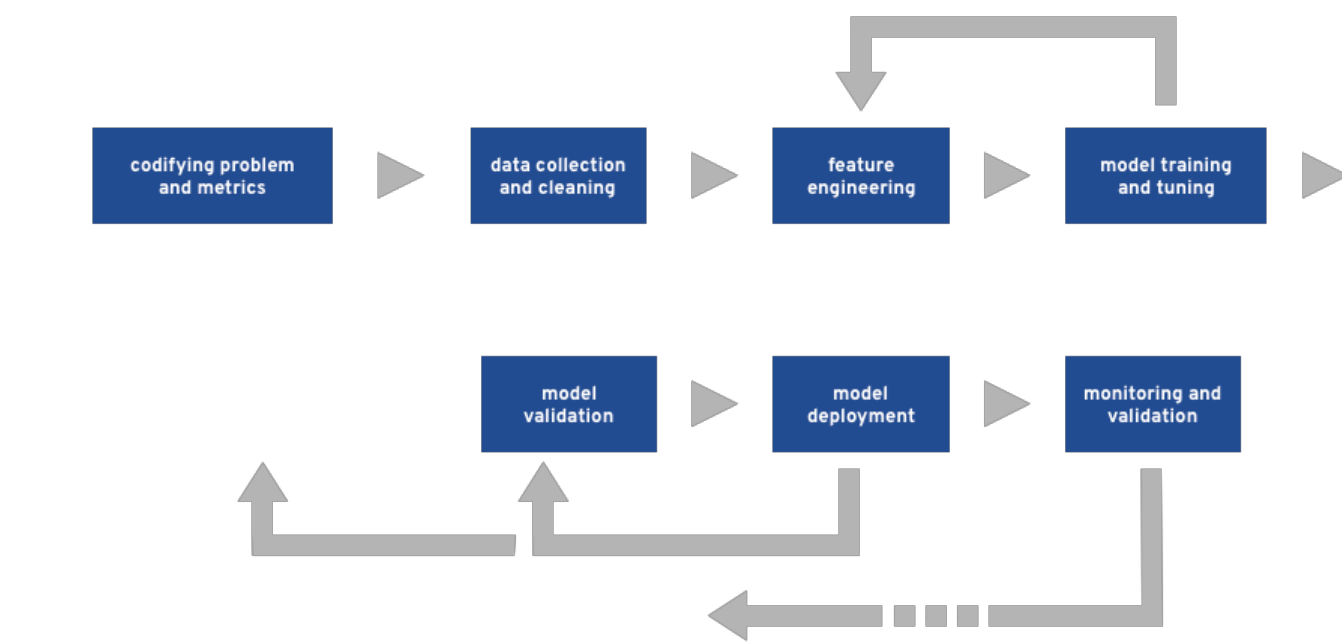 codifying problem
and metrics
data collection
and cleaning
feature
engineering
model training
and tuning
model
validation
model
deployment
monitoring and
validation